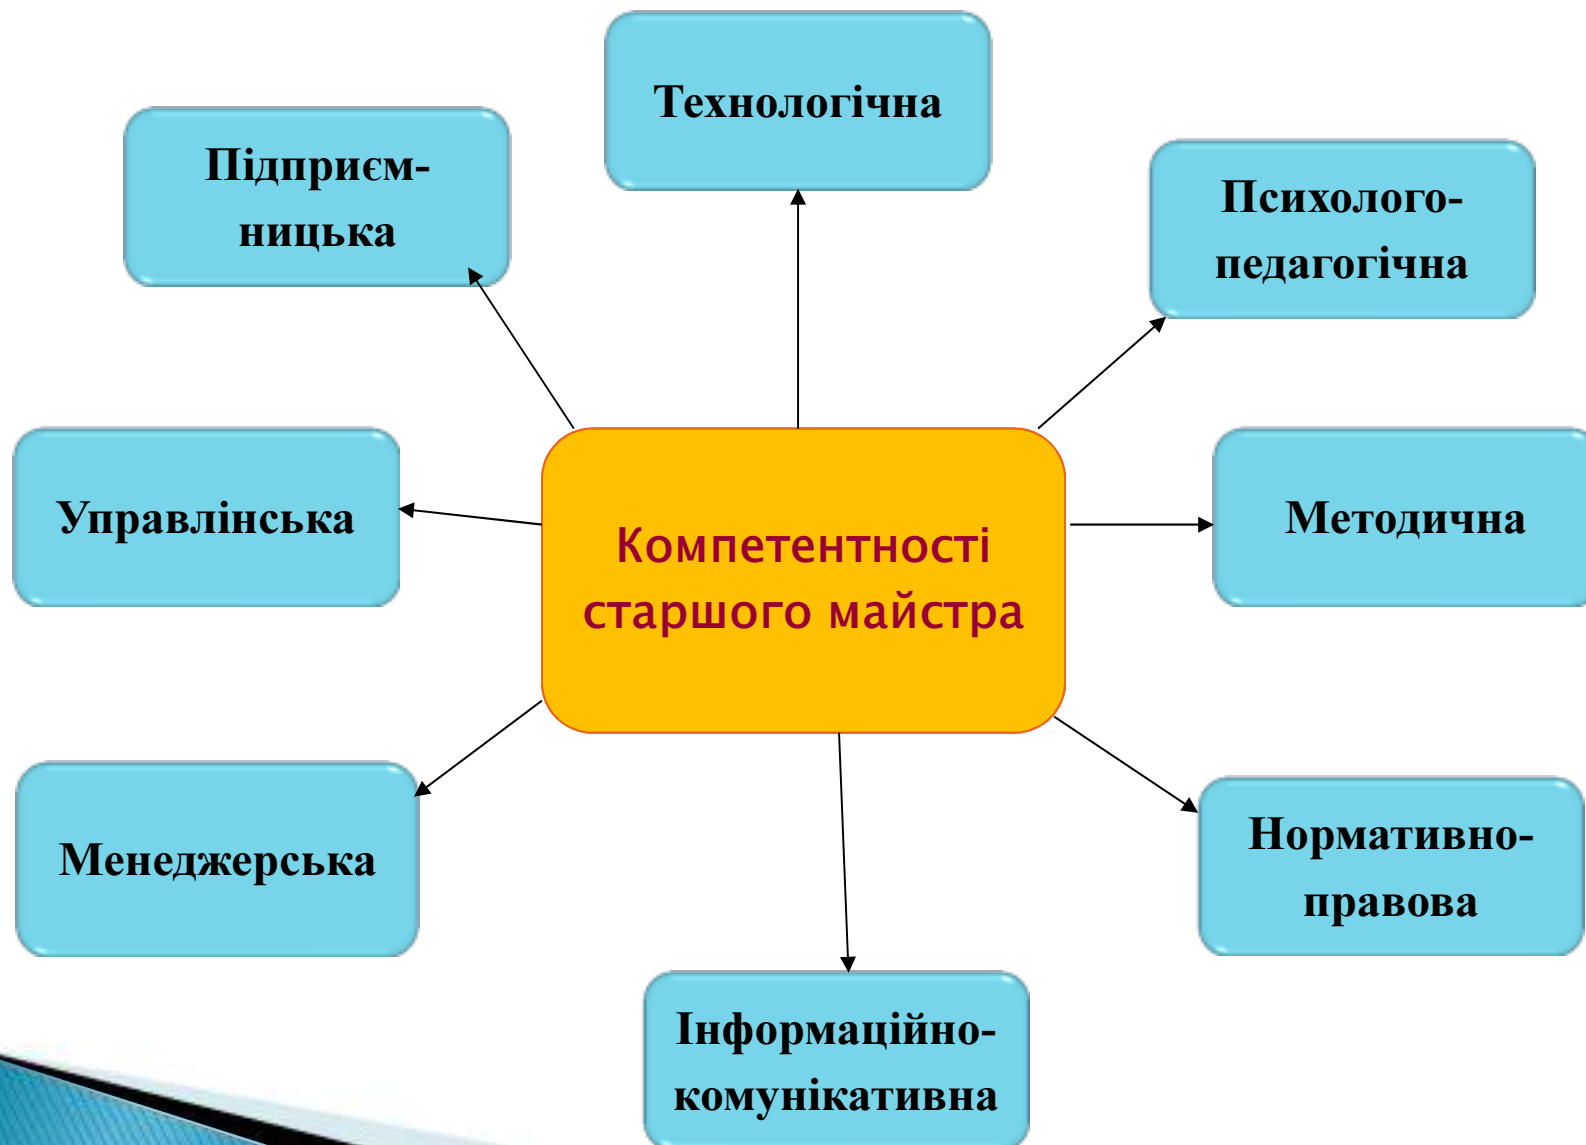 Технологічна
Підприєм-
ницька
Психолого-
педагогічна
Управлінська
Компетентності
старшого майстра
Методична
Менеджерська
Нормативно-
правова
Інформаційно-
комунікативна